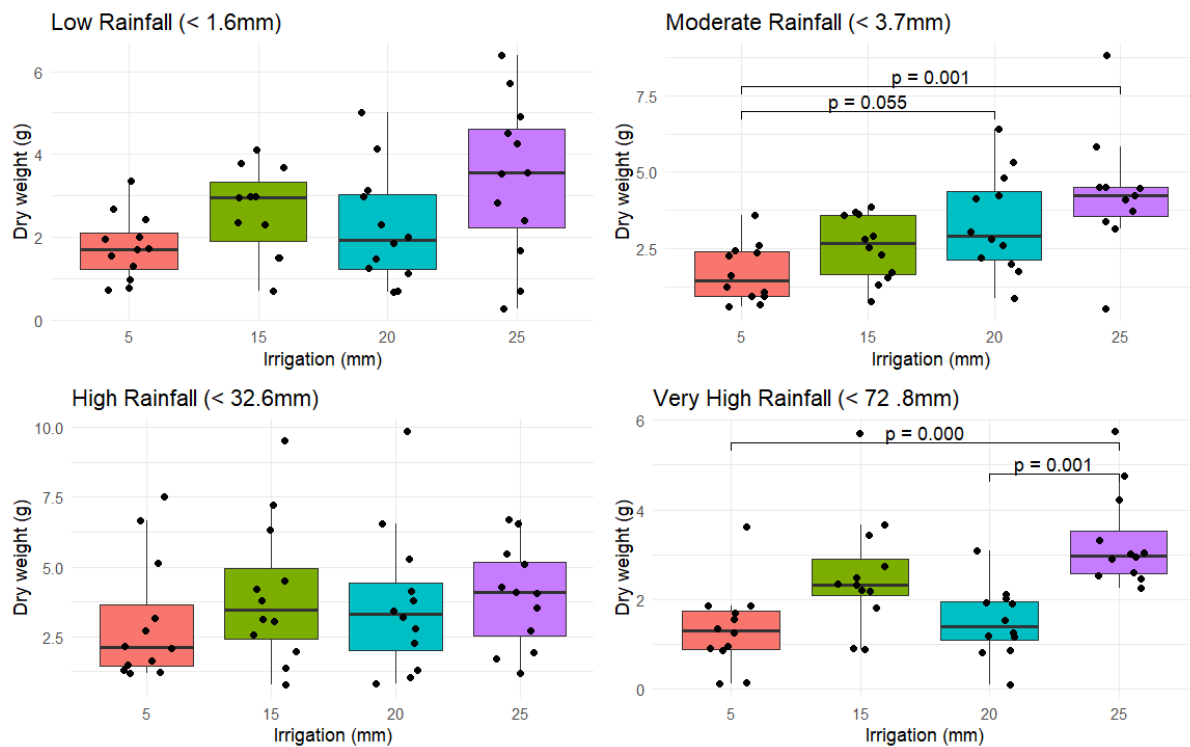 Low Rainfall (< 1.6mm)
Dry weight (g)
6
4
2
0
5 15 20 25
Irrigation (mm)
Moderate Rainfall (< 3.7mm)
Dry weight (g)
7.5
5.0
2.5
p = 0.001
p = 0.055
5 15 20 25
Irrigation (mm)
High Rainfall (< 32.6mm)
Dry weight (g)
10.0
7.5
5.0
2.5
5 15 20 25
Irrigation (mm)
Very High Rainfall (< 72 .8mm)
Dry weight (g)
6
4
2
0
p = 0.000
p = 0.001
5 15 20 25
Irrigation (mm)